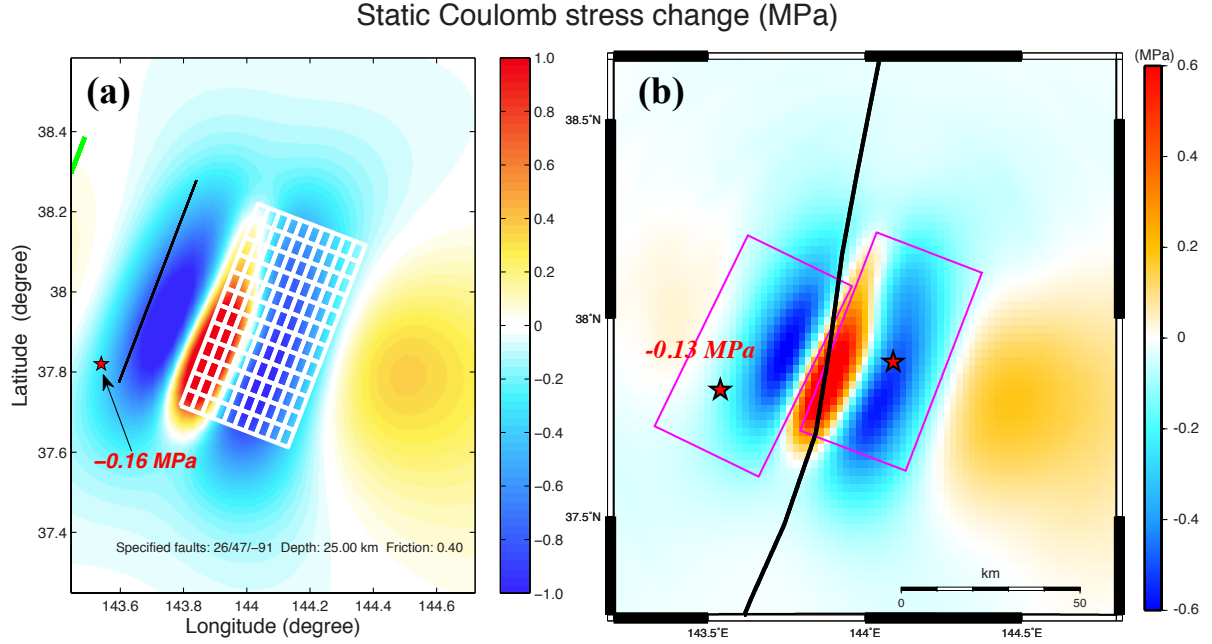 Static Coulomb stress change (MPa)
(a)
38.4
38.2
38
37.8
37.6
37.4
143.6
143.8
144
144.2
144.4
144.6
Latitude (degree)
Longitude (degree)
−0.16 MPa
Specified faults: 26/47/−91 Depth: 25.00 km Friction: 0.40
1.0
0.8
0.6
0.4
0.2
0
−0.2
−0.4
−0.6
−0.8
−1.0
(b)
38.5°N
38°N
37.5°N
143.5°E
144°E
144.5°E
-0.13 MPa
km
0
50
(MPa)
0.6
0.4
0.2
0
-0.2
-0.4
-0.6